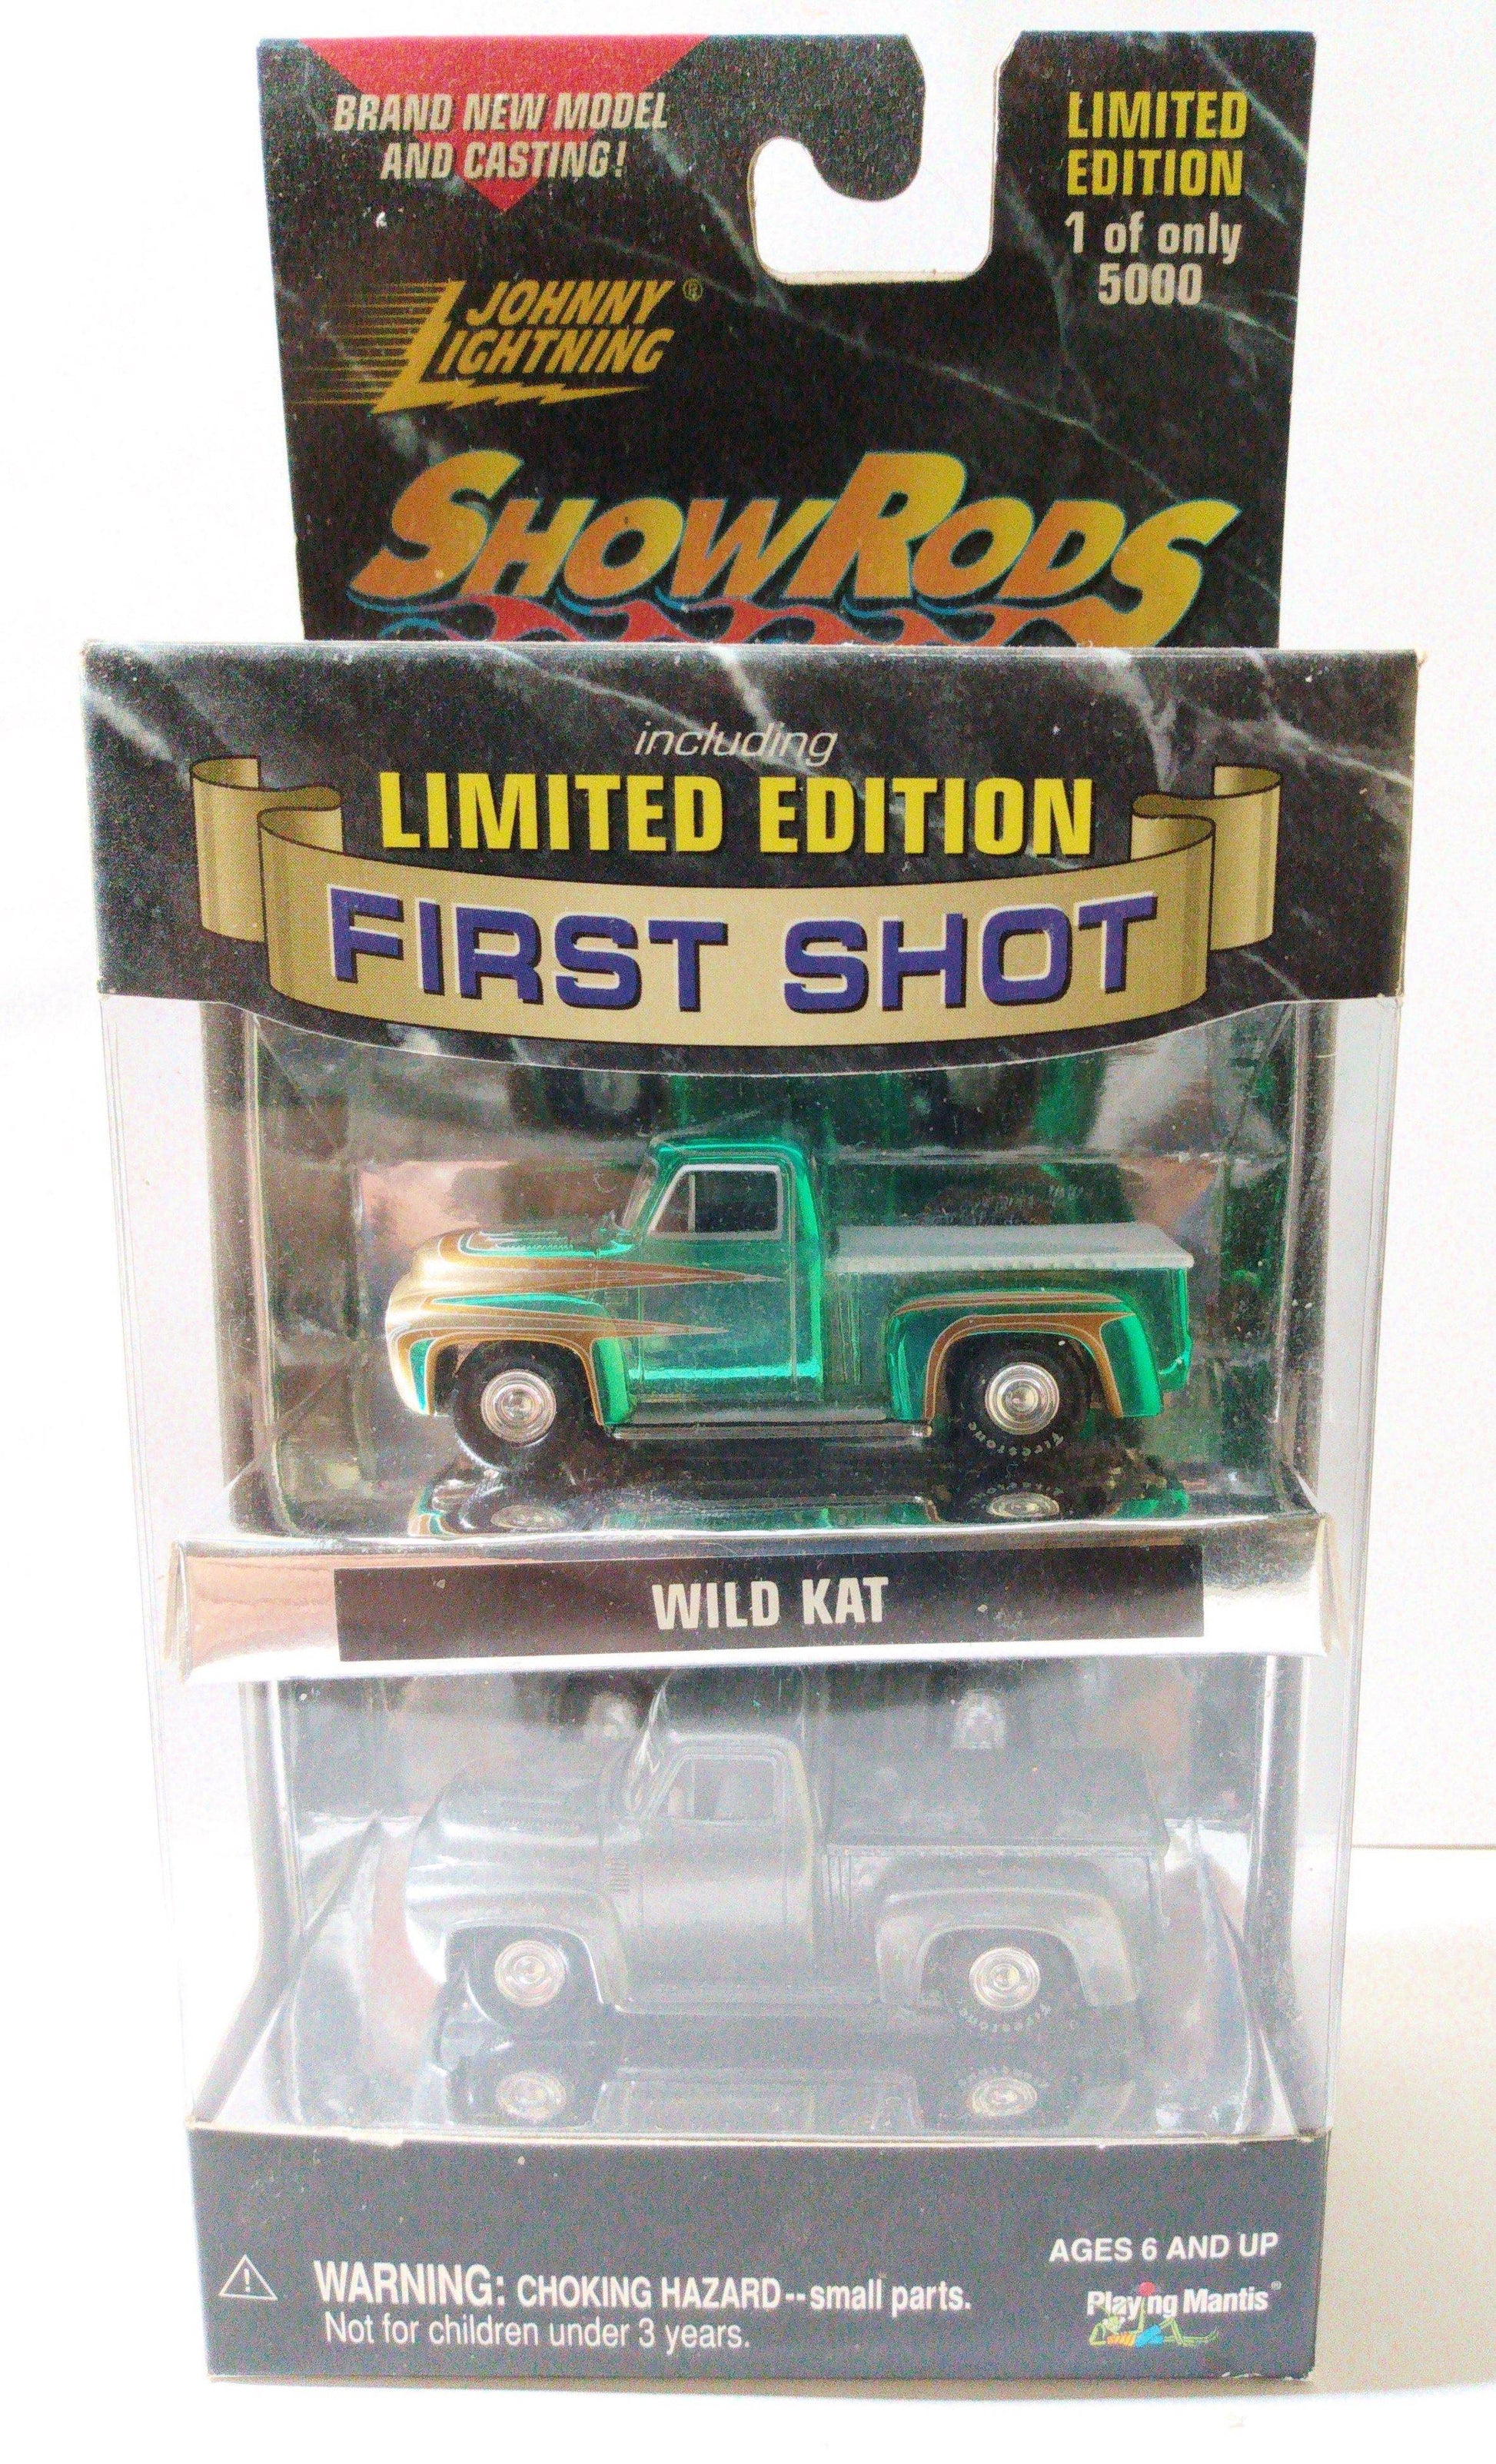 BRAND NEW MODEL
AND CASTING!
LIMITED
EDITION
1 of only
5000
JOHNNY
LIGHTNING®
SHOWRODS
including
LIMITED EDITION
FIRST SHOT
Firestone
WILD KAT
Firestone
AGES 6 AND UP
WARNING: CHOKING HAZARD--small parts.
Not for children under 3 years.
Playing Mantis®